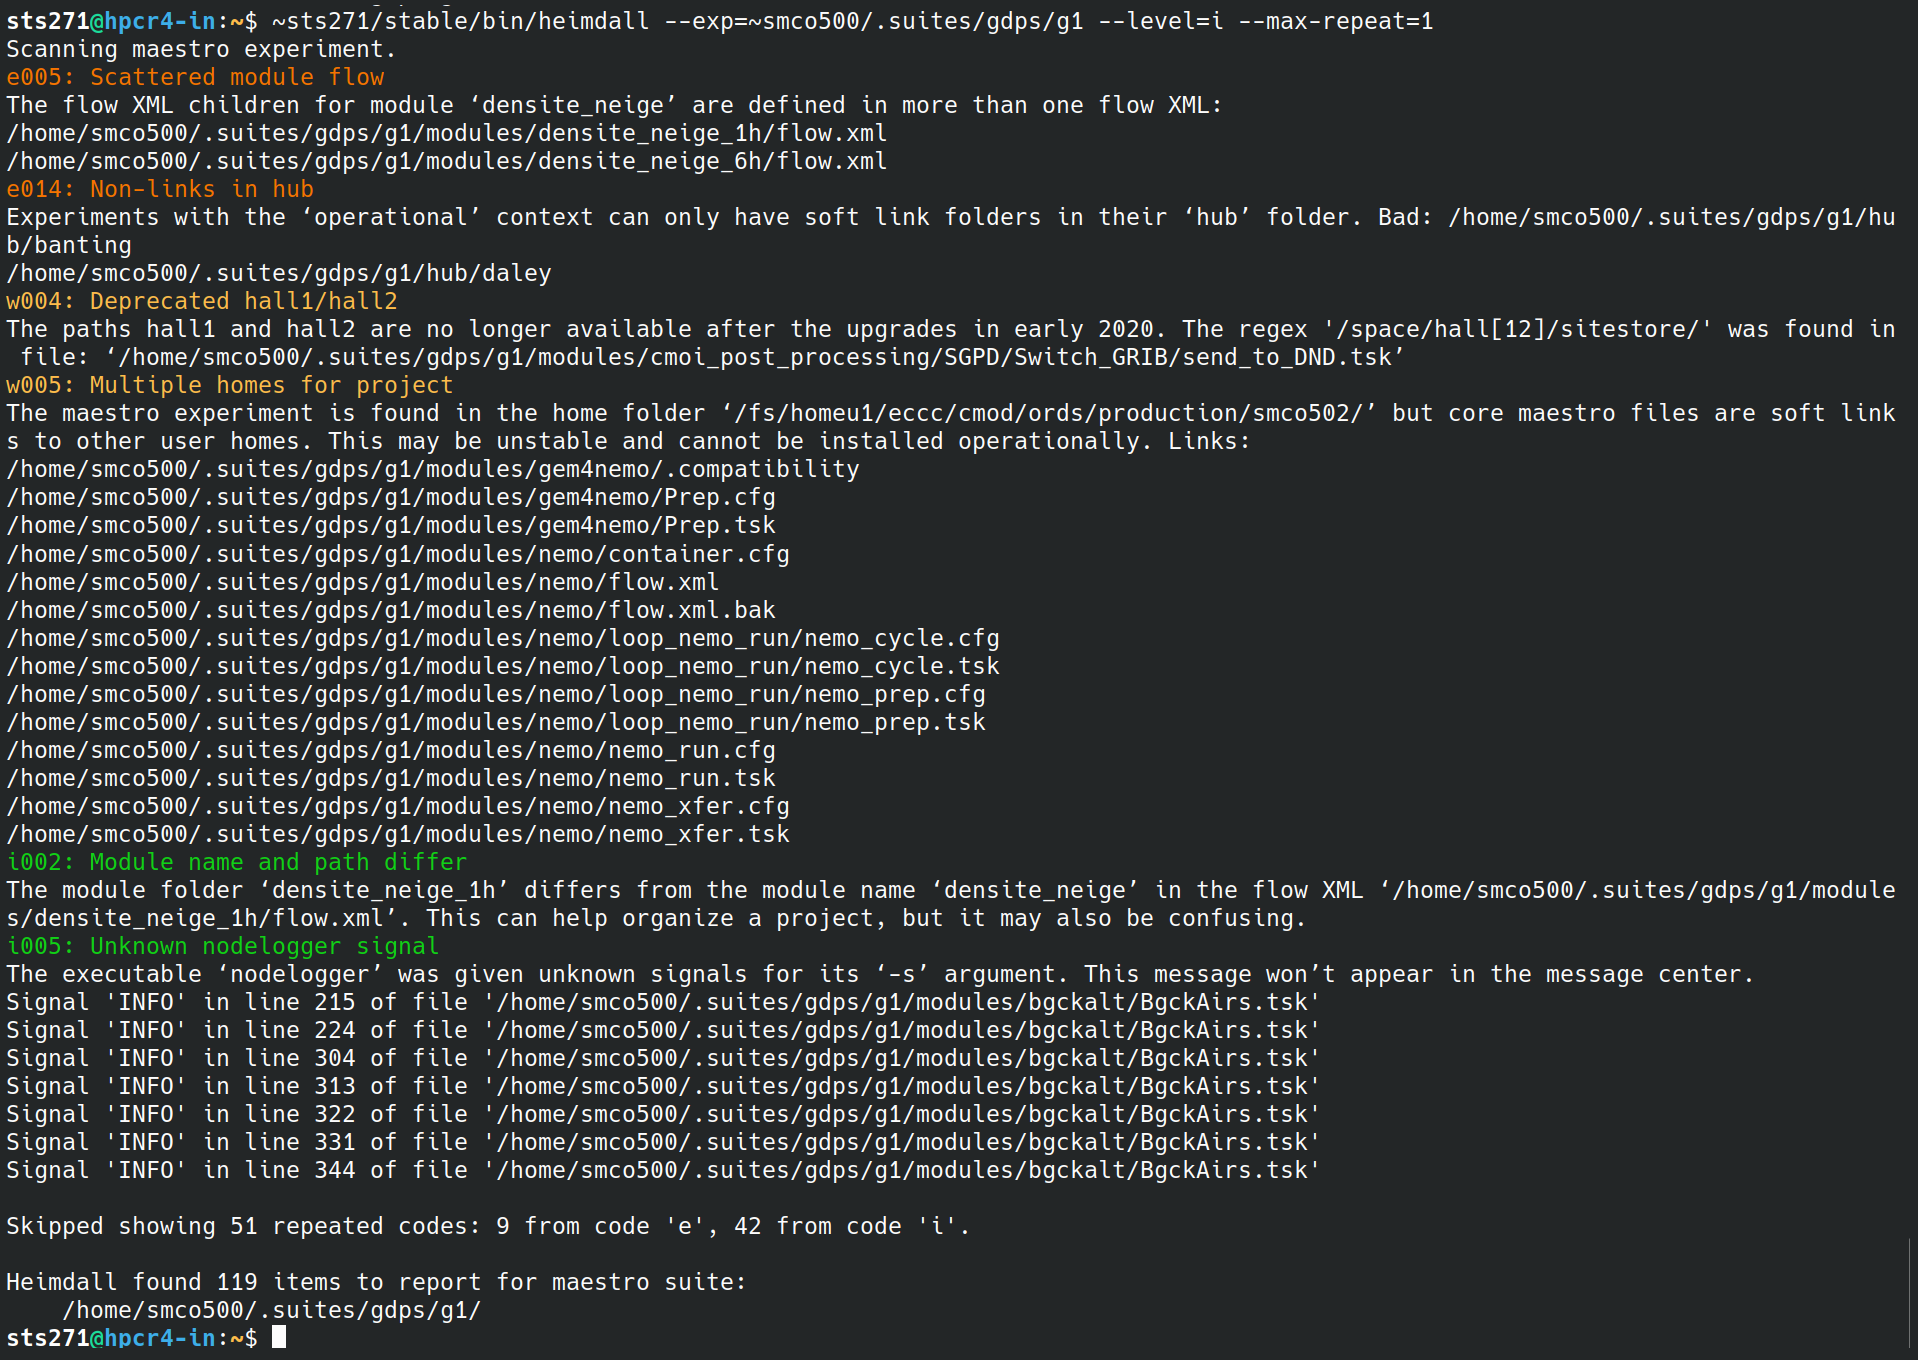 sts271@hpcr4-in:~$ ~sts271/stable/bin/heimdall --exp=~smco500/.suites/gdps/g1 --level=i --max-repeat=1
Scanning maestro experiment.
e005: Scattered module flow
The flow XML children for module ‘densite_neige’ are defined in more than one flow XML:
/home/smco500/.suites/gdps/g1/modules/densite_neige_1h/flow.xml
/home/smco500/.suites/gdps/g1/modules/densite_neige_6h/flow.xml
e014: Non-links in hub
Experiments with the ‘operational’ context can only have soft link folders in their ‘hub’ folder. Bad: /home/smco500/.suites/gdps/g1/hu
b/banting
/home/smco500/.suites/gdps/g1/hub/daley
w004: Deprecated hall1/hall2
The paths hall1 and hall2 are no longer available after the upgrades in early 2020. The regex '/space/hall[12]/sitestore/' was found in
 file: ‘/home/smco500/.suites/gdps/g1/modules/cmoi_post_processing/SGPD/Switch_GRIB/send_to_DND.tsk’
w005: Multiple homes for project
The maestro experiment is found in the home folder ‘/fs/homeu1/eccc/cmod/ords/production/smco502/’ but core maestro files are soft link
s to other user homes. This may be unstable and cannot be installed operationally. Links:
/home/smco500/.suites/gdps/g1/modules/gem4nemo/.compatibility
/home/smco500/.suites/gdps/g1/modules/gem4nemo/Prep.cfg
/home/smco500/.suites/gdps/g1/modules/gem4nemo/Prep.tsk
/home/smco500/.suites/gdps/g1/modules/nemo/container.cfg
/home/smco500/.suites/gdps/g1/modules/nemo/flow.xml
/home/smco500/.suites/gdps/g1/modules/nemo/flow.xml.bak
/home/smco500/.suites/gdps/g1/modules/nemo/loop_nemo_run/nemo_cycle.cfg
/home/smco500/.suites/gdps/g1/modules/nemo/loop_nemo_run/nemo_cycle.tsk
/home/smco500/.suites/gdps/g1/modules/nemo/loop_nemo_run/nemo_prep.cfg
/home/smco500/.suites/gdps/g1/modules/nemo/loop_nemo_run/nemo_prep.tsk
/home/smco500/.suites/gdps/g1/modules/nemo/nemo_run.cfg
/home/smco500/.suites/gdps/g1/modules/nemo/nemo_run.tsk
/home/smco500/.suites/gdps/g1/modules/nemo/nemo_xfer.cfg
/home/smco500/.suites/gdps/g1/modules/nemo/nemo_xfer.tsk
i002: Module name and path differ
The module folder ‘densite_neige_1h’ differs from the module name ‘densite_neige’ in the flow XML ‘/home/smco500/.suites/gdps/g1/module
s/densite_neige_1h/flow.xml’. This can help organize a project, but it may also be confusing.
i005: Unknown nodelogger signal
The executable ‘nodelogger’ was given unknown signals for its ‘-s’ argument. This message won’t appear in the message center.
Signal 'INFO' in line 215 of file '/home/smco500/.suites/gdps/g1/modules/bgckalt/BgckAirs.tsk'
Signal 'INFO' in line 224 of file '/home/smco500/.suites/gdps/g1/modules/bgckalt/BgckAirs.tsk'
Signal 'INFO' in line 304 of file '/home/smco500/.suites/gdps/g1/modules/bgckalt/BgckAirs.tsk'
Signal 'INFO' in line 313 of file '/home/smco500/.suites/gdps/g1/modules/bgckalt/BgckAirs.tsk'
Signal 'INFO' in line 322 of file '/home/smco500/.suites/gdps/g1/modules/bgckalt/BgckAirs.tsk'
Signal 'INFO' in line 331 of file '/home/smco500/.suites/gdps/g1/modules/bgckalt/BgckAirs.tsk'
Signal 'INFO' in line 344 of file '/home/smco500/.suites/gdps/g1/modules/bgckalt/BgckAirs.tsk'

Skipped showing 51 repeated codes: 9 from code 'e', 42 from code 'i'.

Heimdall found 119 items to report for maestro suite:
    /home/smco500/.suites/gdps/g1/
sts271@hpcr4-in:~$